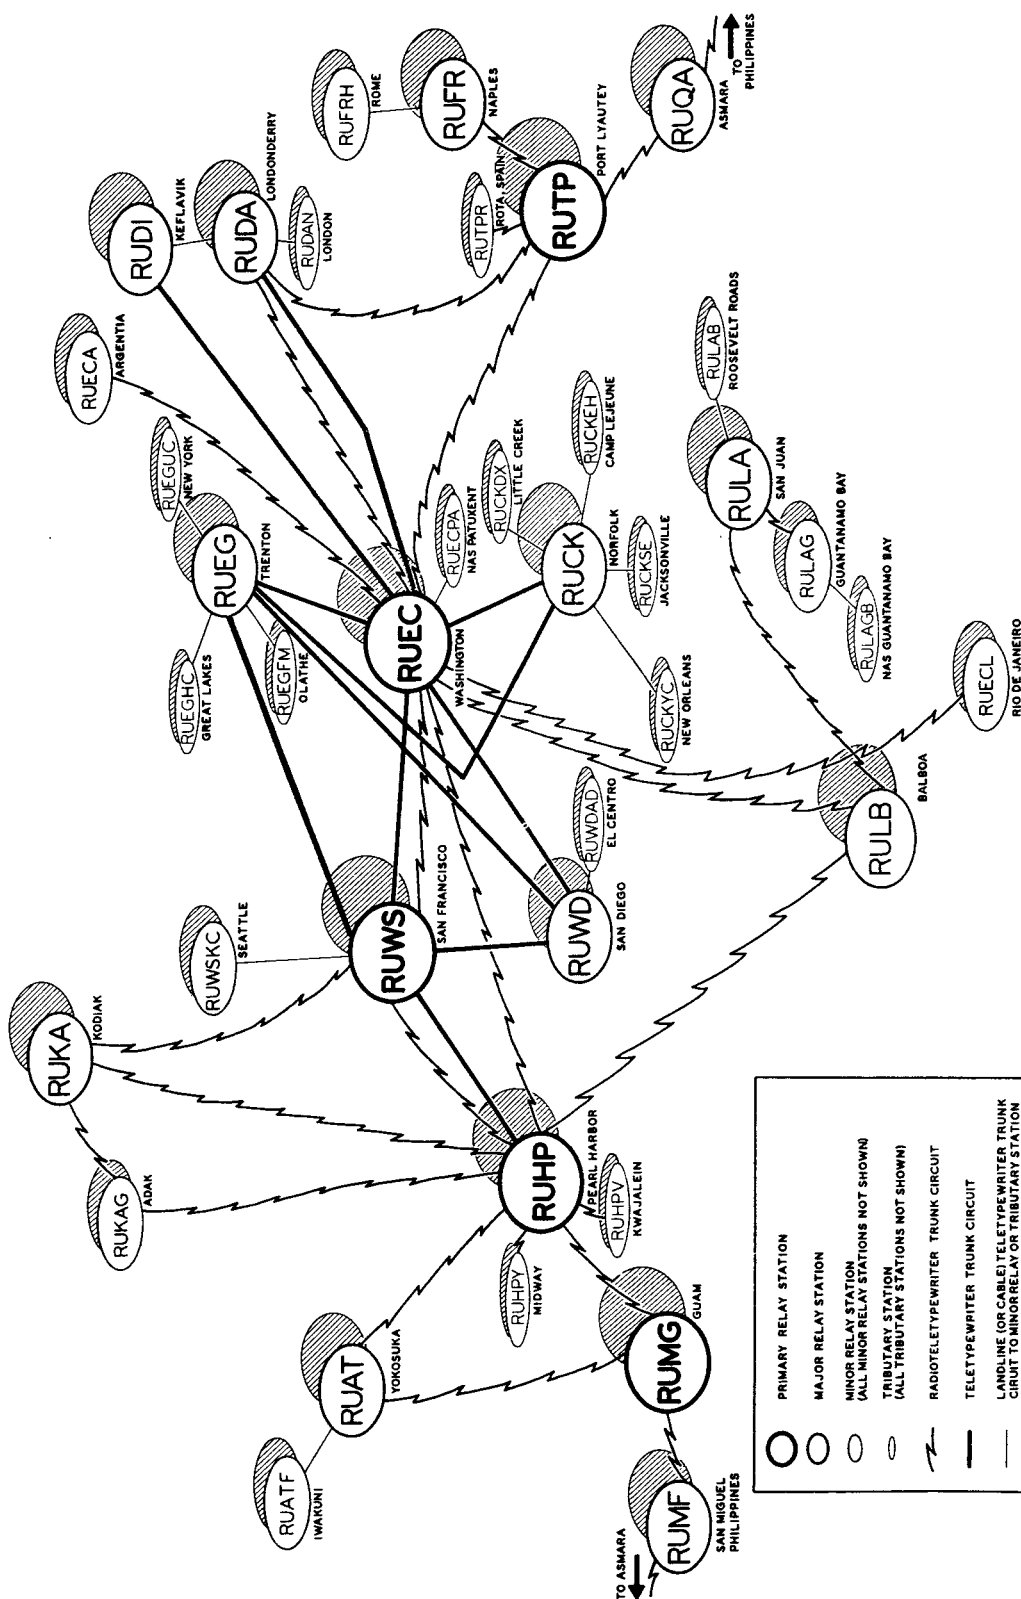 RUDI
KEFLAVIK
RUDA
LONDONDERRY
RUDAN
LONDON
RUECA
ARGENTIA
RUFRH
ROME
RUFR
NAPLES
RUTPR
ROTA, SPAIN
RUTP
PORT LYAUTEY
RUQA
ASMARA
TO
PHILIPPINES
RUEGUC
NEW YORK
RUEG
TRENTON
RUEGHC
GREAT LAKES
RUEGFM
OLATHE
RUEC
WASHINGTON
RUECPA
NAS PATUXENT
RUCKDX
LITTLE CREEK
RUCKEH
CAMP LEJEUNE
RUCK
NORFOLK
RUCKSE
JACKSONVILLE
RUCKYC
NEW ORLEANS
RULAB
ROOSEVELT ROADS
RULA
SAN JUAN
RULAG
GUANTANAMO BAY
RULAGB
NAS GUANTANAMO BAY
RUECL
RIO DE JANEIRO
RULB
BALBOA
RUWSKC
SEATTLE
RUWS
SAN FRANCISCO
RUWDAD
EL CENTRO
RUWD
SAN DIEGO
RUKA
KODIAK
RUKAG
ADAK
RUHP
PEARL HARBOR
RUHPV
KWAJALEIN
RUHPY
MIDWAY
RUAT
YOKOSUKA
RUATF
IWAKUNI
RUMG
GUAM
RUMF
SAN MIGUEL
PHILIPPINES
TO ASMARA
PRIMARY RELAY STATION
MAJOR RELAY STATION
MINOR RELAY STATION
(ALL MINOR RELAY STATIONS NOT SHOWN)
TRIBUTARY STATION
(ALL TRIBUTARY STATIONS NOT SHOWN)
RADIOTELETYPEWRITER TRUNK CIRCUIT
TELETYPEWRITER TRUNK CIRCUIT
LANDLINE (OR CABLE) TELETYPEWRITER TRUNK
CIRUIT TO MINOR RELAY OR TRIBUTARY STATION